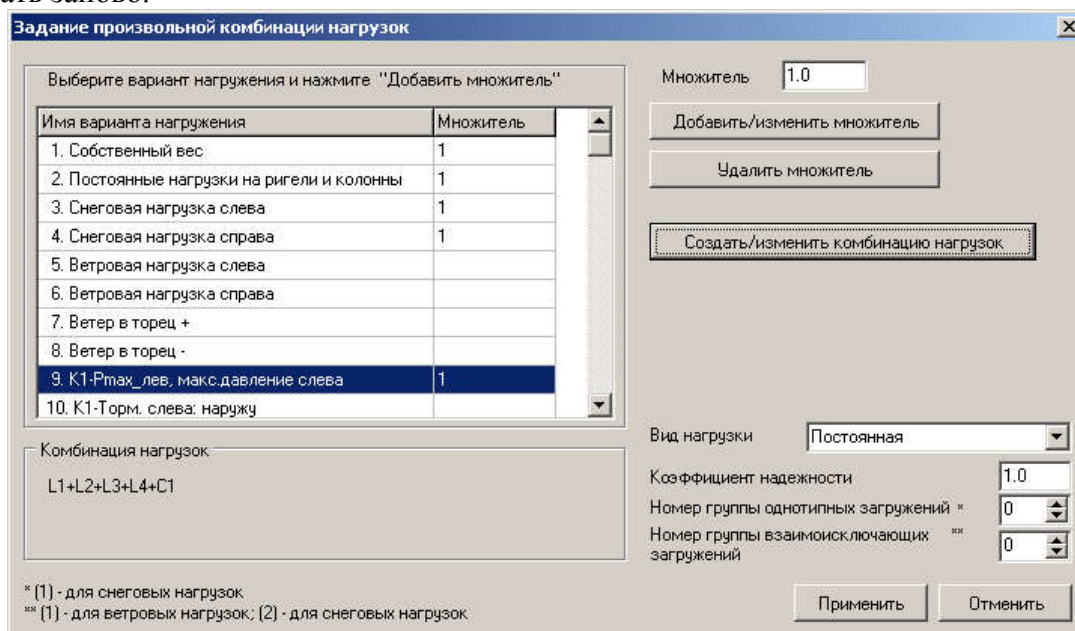 ать заново.
Задание произвольной комбинации нагрузок
Выберите вариант нагружения и нажмите "Добавить множитель"
Имя варианта нагружения Множитель
1. Собственный вес 1
2. Постоянные нагрузки на ригели и колонны 1
3. Снеговая нагрузка слева 1
4. Снеговая нагрузка справа 1
5. Ветровая нагрузка слева
6. Ветровая нагрузка справа
7. Ветер в торец +
8. Ветер в торец -
9. К1-Pmax_лев, макс.давление слева 1
10. К1-Торм. слева: наружу
Комбинация нагрузок
L1+L2+L3+L4+C1
* (1) - для снеговых нагрузок
** (1) - для ветровых нагрузок; (2) - для снеговых нагрузок
Множитель 1.0
Добавить/изменить множитель
Удалить множитель
Создать/изменить комбинацию нагрузок
Вид нагрузки Постоянная
Коэффициент надежности 1.0
Номер группы однотипных загружений * 0
Номер группы взаимоисключающих ** 0
загружений
Применить Отменить